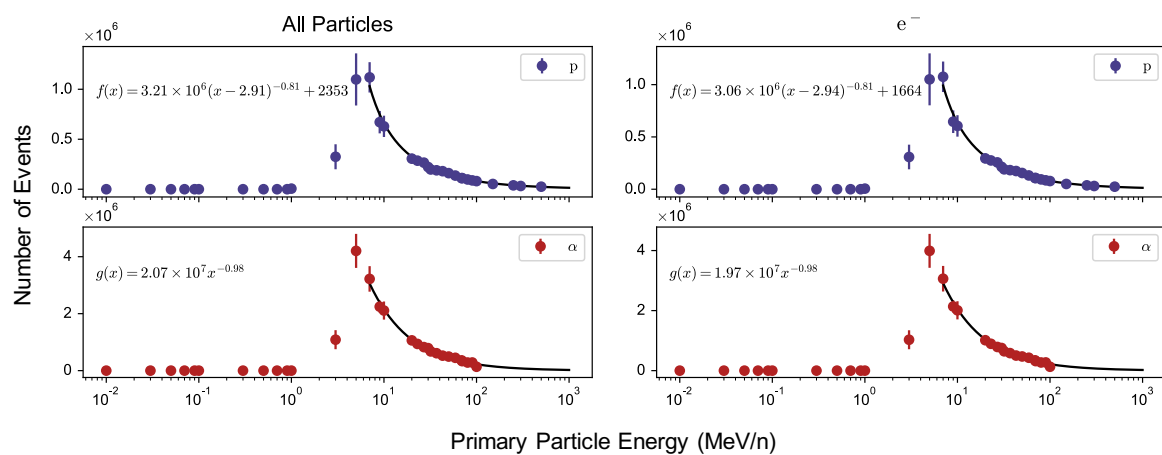 All Particles
e⁻
×10⁶
×10⁶
p
p
1.0
1.0
f(x) = 3.21 × 10⁶(x − 2.91)⁻⁰·⁸¹ + 2353
f(x) = 3.06 × 10⁶(x − 2.94)⁻⁰·⁸¹ + 1664
0.5
0.5
0.0
0.0
×10⁶
×10⁶
α
α
4
4
g(x) = 2.07 × 10⁷x⁻⁰·⁹⁸
g(x) = 1.97 × 10⁷x⁻⁰·⁹⁸
2
2
0
0
10⁻² 10⁻¹ 10⁰ 10¹ 10² 10³
10⁻² 10⁻¹ 10⁰ 10¹ 10² 10³
Number of Events
Primary Particle Energy (MeV/n)